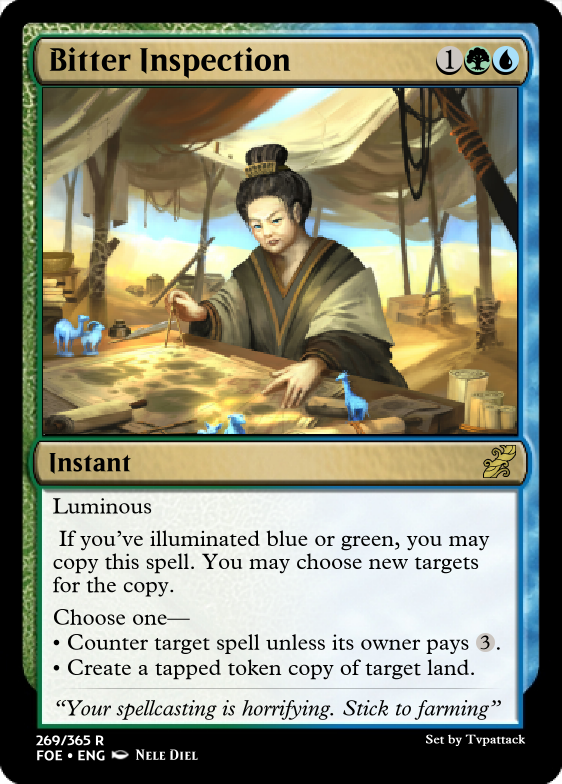 Bitter Inspection 1
Instant
Luminous
If you've illuminated blue or green, you may
copy this spell. You may choose new targets
for the copy.
Choose one—
• Counter target spell unless its owner pays 3.
• Create a tapped token copy of target land.
“Your spellcasting is horrifying. Stick to farming”
269/365 R
Set by Tvpattack
FOE • ENG Nele Diel